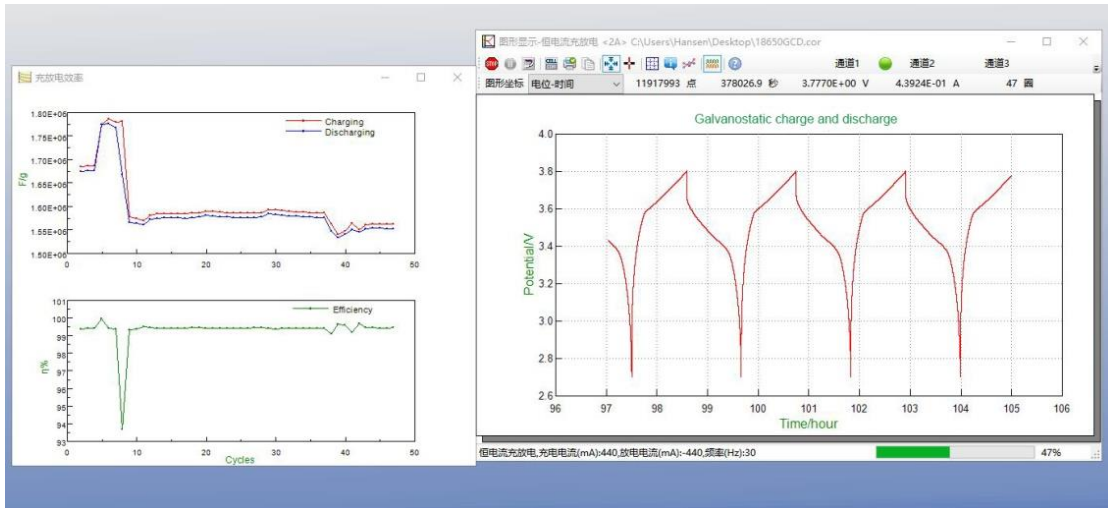 充放电效率
1.80E+06
1.75E+06
1.70E+06
1.65E+06
1.60E+06
1.55E+06
1.50E+06
F/g
Charging
Discharging
0 10 20 30 40 50
101
100
99
98
97
96
95
94
93
η%
Efficiency
0 10 20 30 40 50
Cycles
图形显示-恒电流充放电 <2A> C:\Users\Hansen\Desktop\18650GCD.cor
STOP
通道1 通道2 通道3
图形坐标 电位-时间 11917993 点 378026.9 秒 3.7770E+00 V 4.3924E-01 A 47 圈
Galvanostatic charge and discharge
4.0
3.8
3.6
3.4
3.2
3.0
2.8
2.6
Potential/V
96 97 98 99 100 101 102 103 104 105 106
Time/hour
恒电流充放电,充电电流(mA):440,放电电流(mA):-440,频率(Hz):30 47%